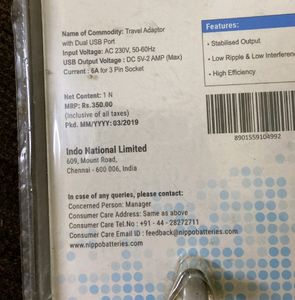 Name of Commodity: Travel Adaptor
with Dual USB Port
Input Voltage: AC 230V, 50-60Hz
USB Output Voltage : DC 5V-2 AMP (Max)
Current : 6A for 3 Pin Socket
Net Content: 1 N
MRP: Rs.350.00
(Inclusive of all taxes)
Pkd. MM/YYYY: 03/2019
Indo National Limited
609, Mount Road,
Chennai - 600 006, India
In case of any queries, please contact:
Concerned Person: Manager
Consumer Care Address: Same as above
Consumer Care Tel No.: +91 - 44 - 28272711
Consumer Care Email ID : feedback@nippobatteries.com
www.nippobatteries.com
Features:
• Stabilised Output
• Low Ripple & Low Interference
• High Efficiency
8901559104992